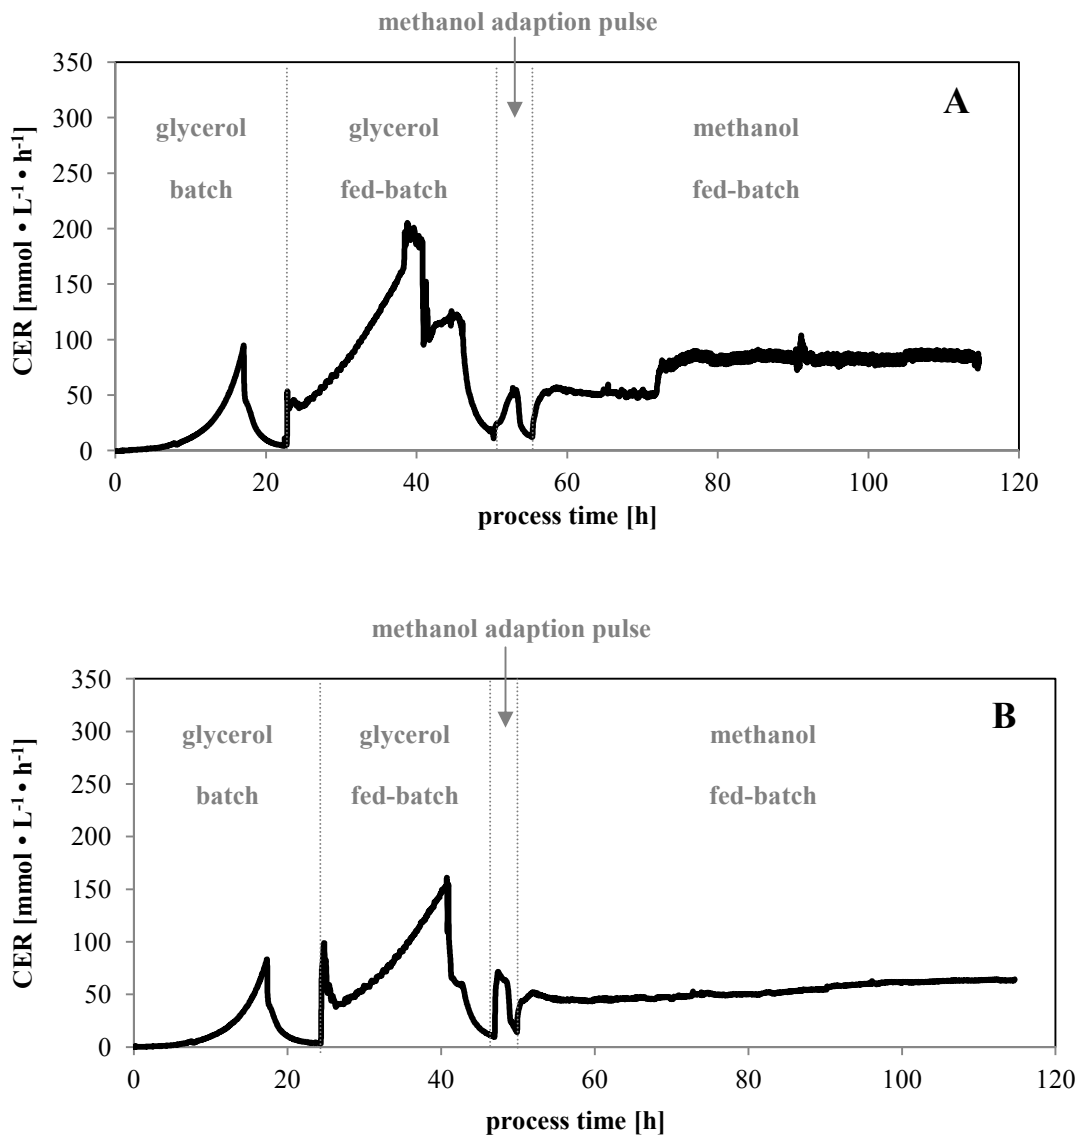 methanol adaption pulse
350
300
250
200
150
100
50
0
CER [mmol • L⁻¹ • h⁻¹]
A
glycerol
batch
glycerol
fed-batch
methanol
fed-batch
0 20 40 60 80 100 120
process time [h]
methanol adaption pulse
350
300
250
200
150
100
50
0
CER [mmol • L⁻¹ • h⁻¹]
B
glycerol
batch
glycerol
fed-batch
methanol
fed-batch
0 20 40 60 80 100 120
process time [h]